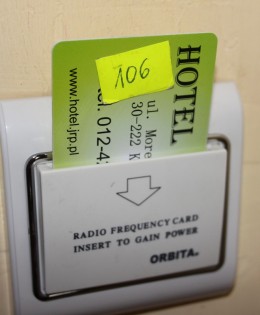 106
HOTEL
ul. More
30-222 K
tel. 012-42
www.hotel.jrp.pl
RADIO FREQUENCY CARD
INSERT TO GAIN POWER
ORBITA